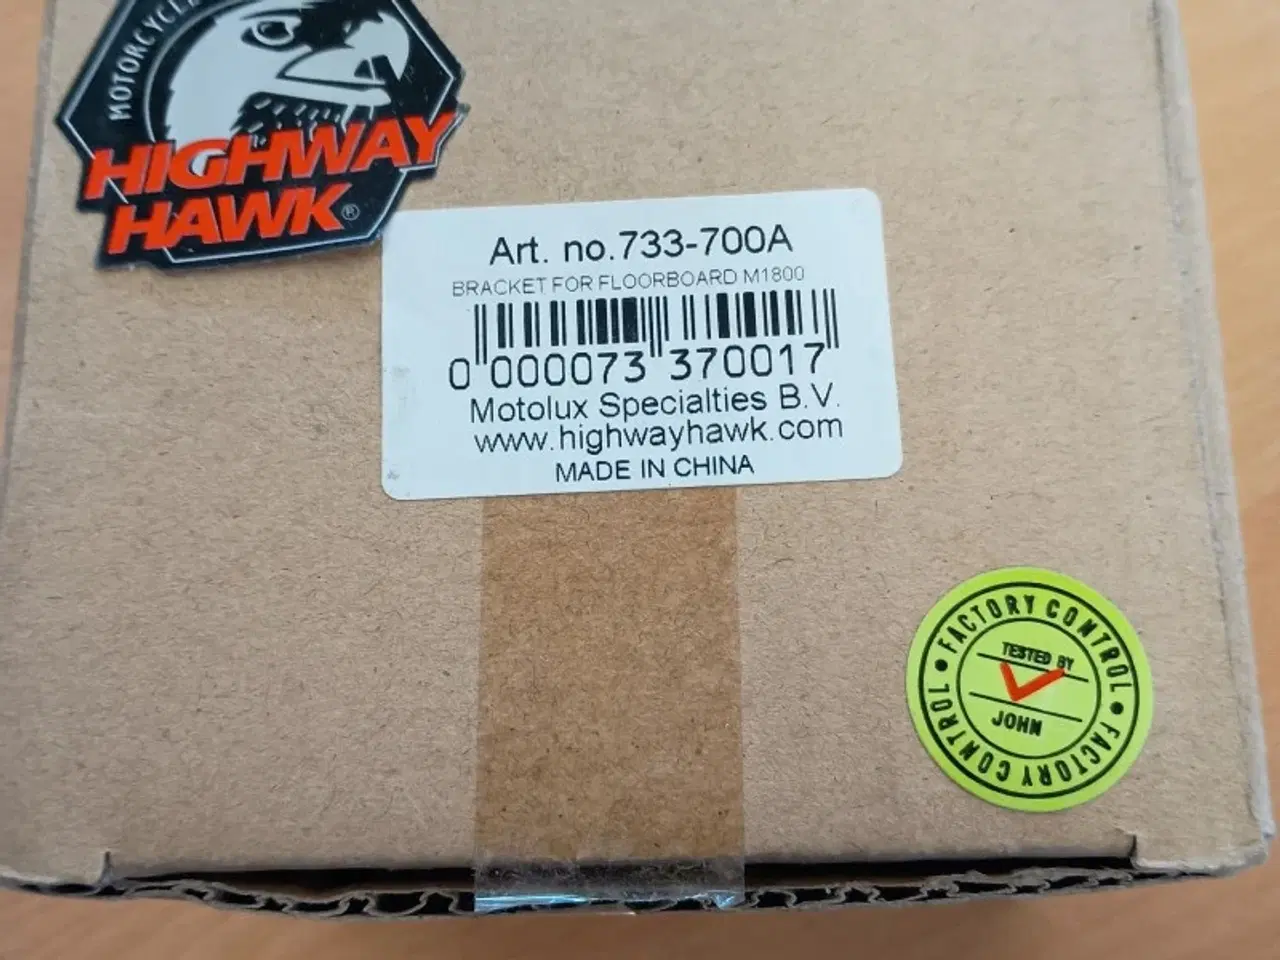 MOTORCYCLE
HIGHWAY
HAWK®
Art. no.733-700A
BRACKET FOR FLOORBOARD M1800
0 000073 370017
Motolux Specialties B.V.
www.highwayhawk.com
MADE IN CHINA
FACTORY CONTROL • FACTORY CONTROL •
TESTED BY
JOHN